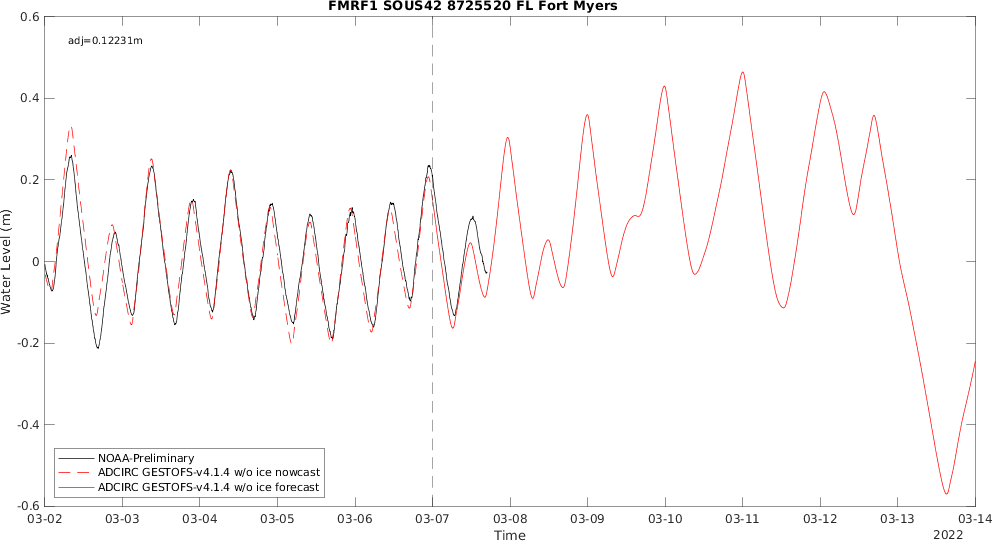 FMRF1 SOUS42 8725520 FL Fort Myers
adj=0.12231m
0.6
0.4
0.2
0
-0.2
-0.4
-0.6
Water Level (m)
NOAA-Preliminary
ADCIRC GESTOFS-v4.1.4 w/o ice nowcast
ADCIRC GESTOFS-v4.1.4 w/o ice forecast
03-02 03-03 03-04 03-05 03-06 03-07 03-08 03-09 03-10 03-11 03-12 03-13 03-14
Time
2022